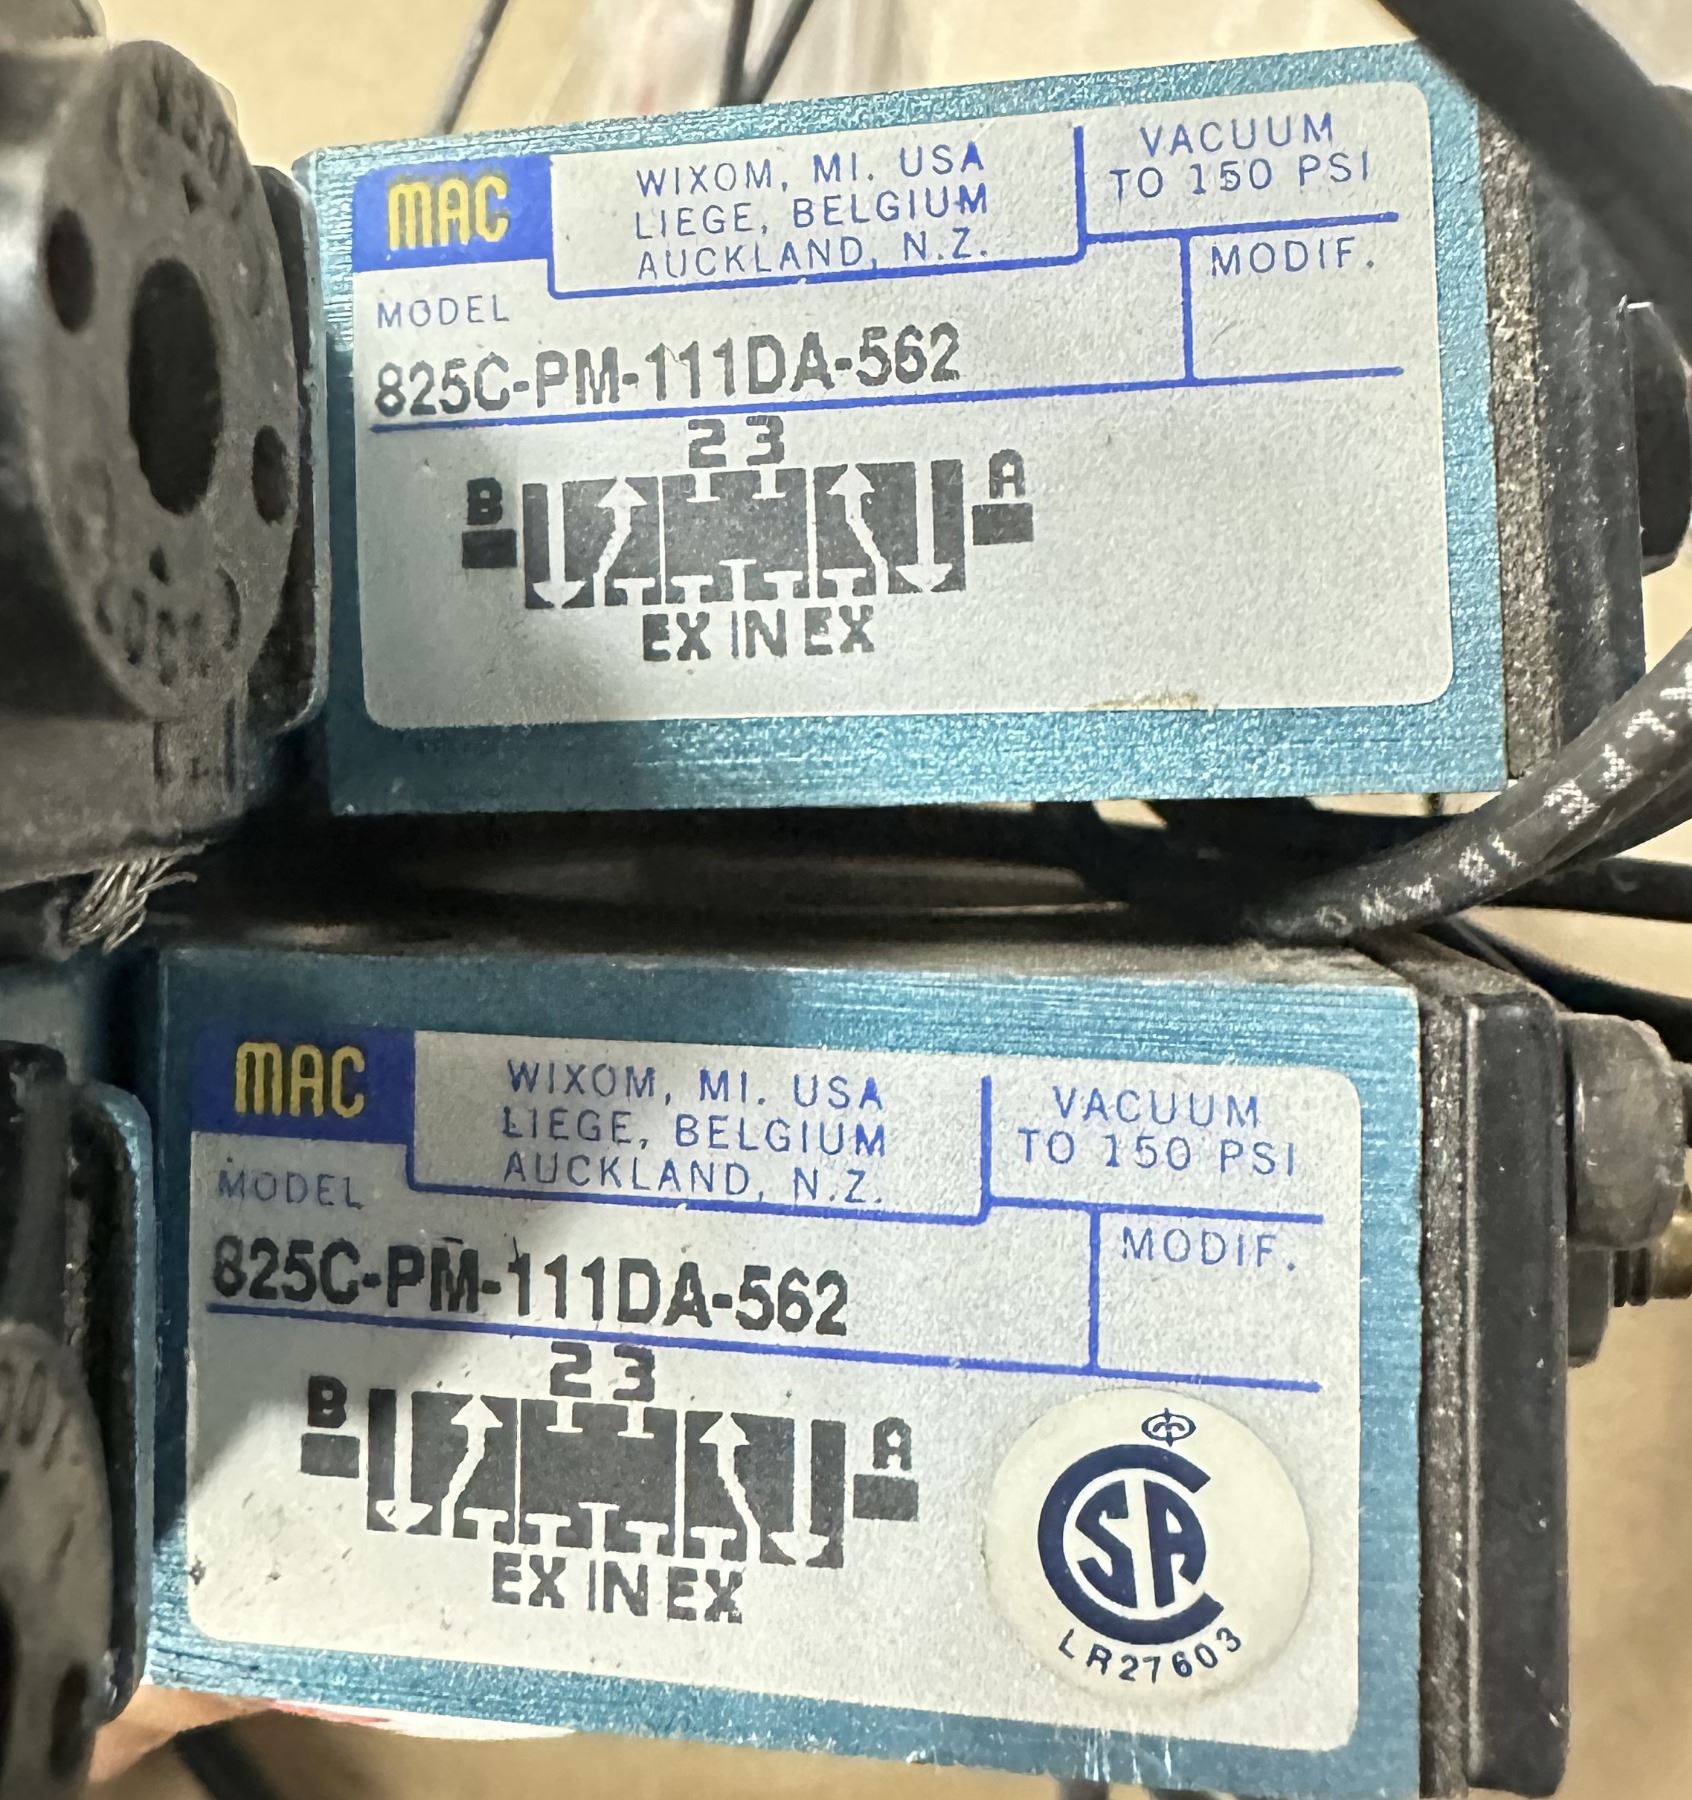 MAC
WIXOM, MI. USA
LIEGE, BELGIUM
AUCKLAND, N.Z.
VACUUM
TO 150 PSI
MODIF.
MODEL
825C-PM-111DA-562
2 3
B
A
EX IN EX
MAC
WIXOM, MI. USA
LIEGE, BELGIUM
AUCKLAND, N.Z.
VACUUM
TO 150 PSI
MODIF.
MODEL
825C-PM-111DA-562
2 3
B
A
EX IN EX
CSA
LR27603